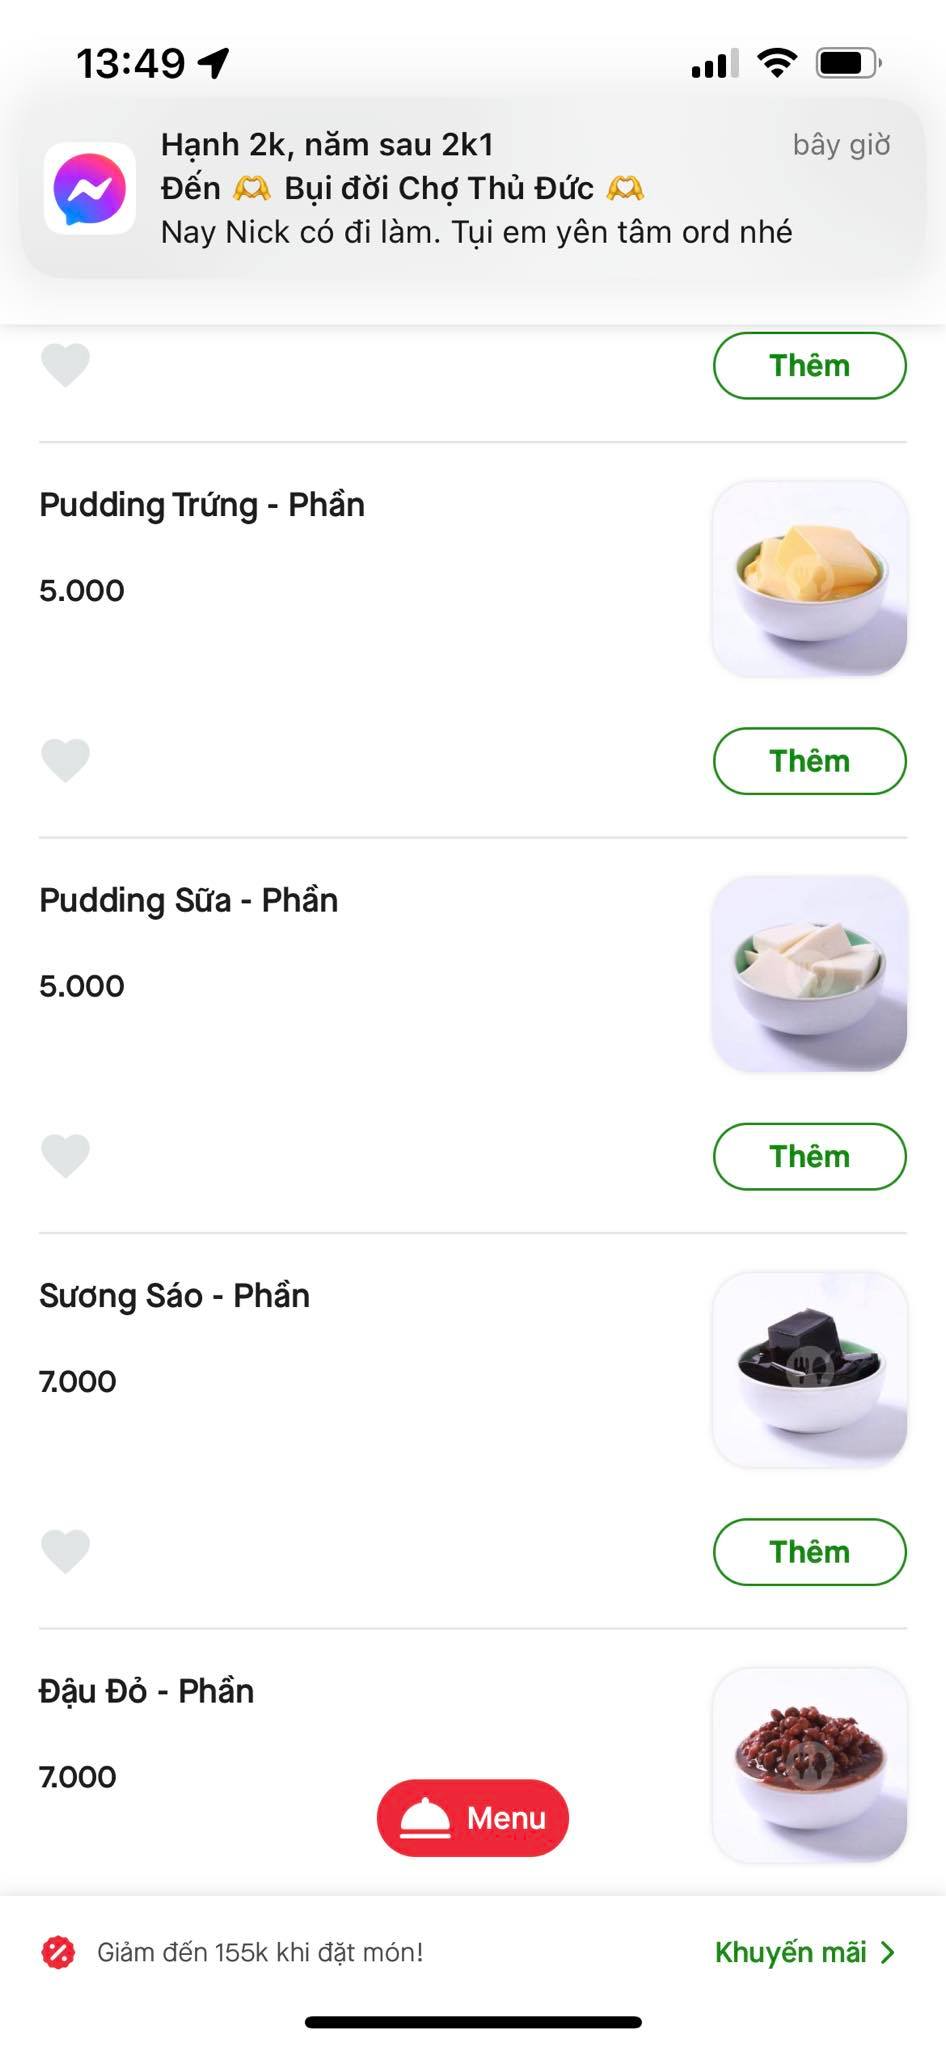 13:49
Hạnh 2k, năm sau 2k1
bây giờ
Đến 🫶 Bụi đời Chợ Thủ Đức 🫶
Nay Nick có đi làm. Tụi em yên tâm ord nhé
Thêm
Pudding Trứng - Phần
5.000
Thêm
Pudding Sữa - Phần
5.000
Thêm
Sương Sáo - Phần
7.000
Thêm
Đậu Đỏ - Phần
7.000
Menu
Giảm đến 155k khi đặt món!
Khuyến mãi